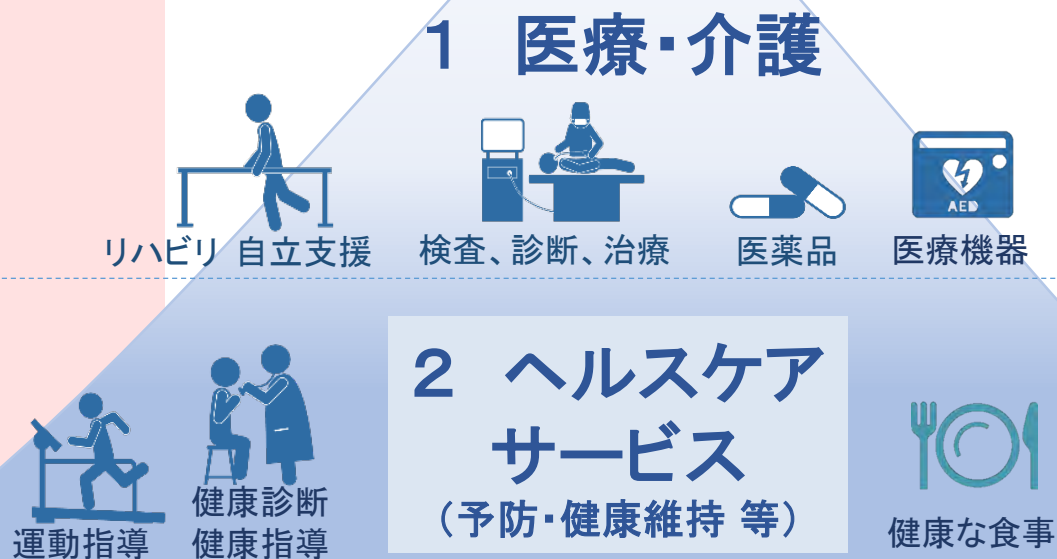 １ 医療・介護
AED
リハビリ 自立支援
検査、診断、治療
医薬品
医療機器
２ ヘルスケア
サービス
（予防・健康維持 等）
運動指導
健康診断
健康指導
健康な食事